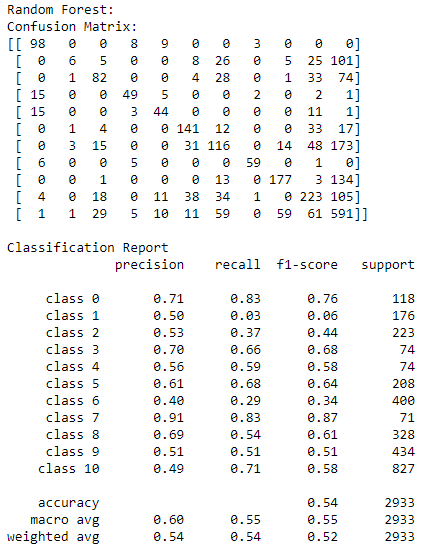 Random Forest:
Confusion Matrix:
[[ 98   0   0   8   9   0   0   3   0   0   0]
 [  0   6   5   0   0   8  26   0   5  25 101]
 [  0   1  82   0   0   4  28   0   1  33  74]
 [ 15   0   0  49   5   0   0   2   0   2   1]
 [ 15   0   0   3  44   0   0   0   0  11   1]
 [  0   1   4   0   0 141  12   0   0  33  17]
 [  0   3  15   0   0  31 116   0  14  48 173]
 [  6   0   0   5   0   0   0  59   0   1   0]
 [  0   0   1   0   0   0  13   0 177   3 134]
 [  4   0  18   0  11  38  34   1   0 223 105]
 [  1   1  29   5  10  11  59   0  59  61 591]]
Classification Report
              precision    recall  f1-score   support
     class 0       0.71      0.83      0.76       118
     class 1       0.50      0.03      0.06       176
     class 2       0.53      0.37      0.44       223
     class 3       0.70      0.66      0.68        74
     class 4       0.56      0.59      0.58        74
     class 5       0.61      0.68      0.64       208
     class 6       0.40      0.29      0.34       400
     class 7       0.91      0.83      0.87        71
     class 8       0.69      0.54      0.61       328
     class 9       0.51      0.51      0.51       434
    class 10       0.49      0.71      0.58       827
    accuracy                           0.54      2933
   macro avg       0.60      0.55      0.55      2933
weighted avg       0.54      0.54      0.52      2933